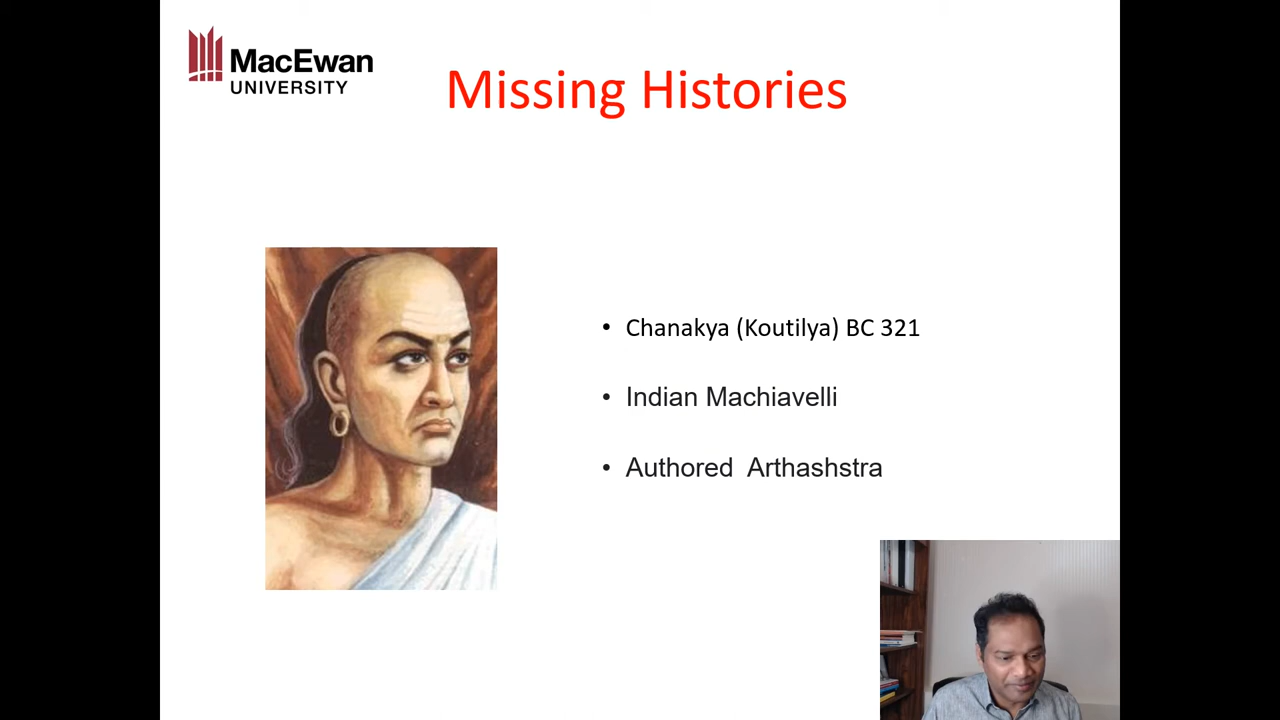 MacEwan
UNIVERSITY
Missing Histories
• Chanakya (Koutilya) BC 321
• Indian Machiavelli
• Authored  Arthashstra